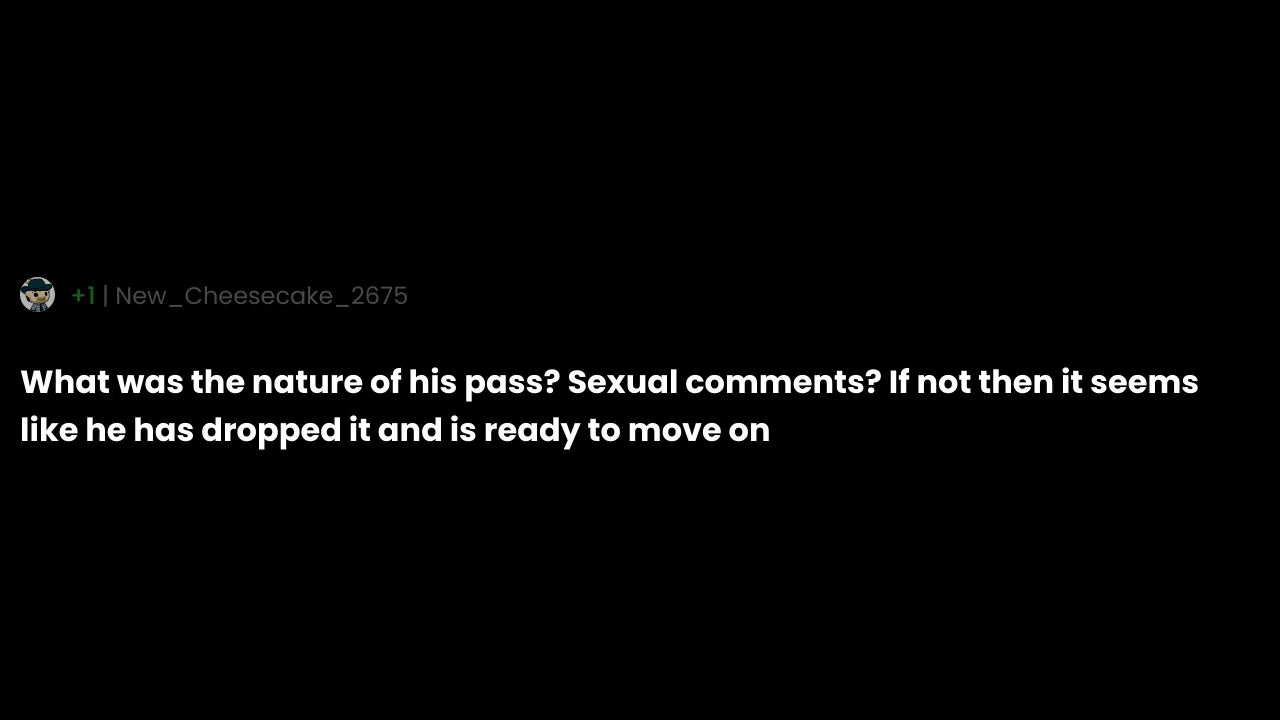 +1 | New_Cheesecake_2675
What was the nature of his pass? Sexual comments? If not then it seems
like he has dropped it and is ready to move on